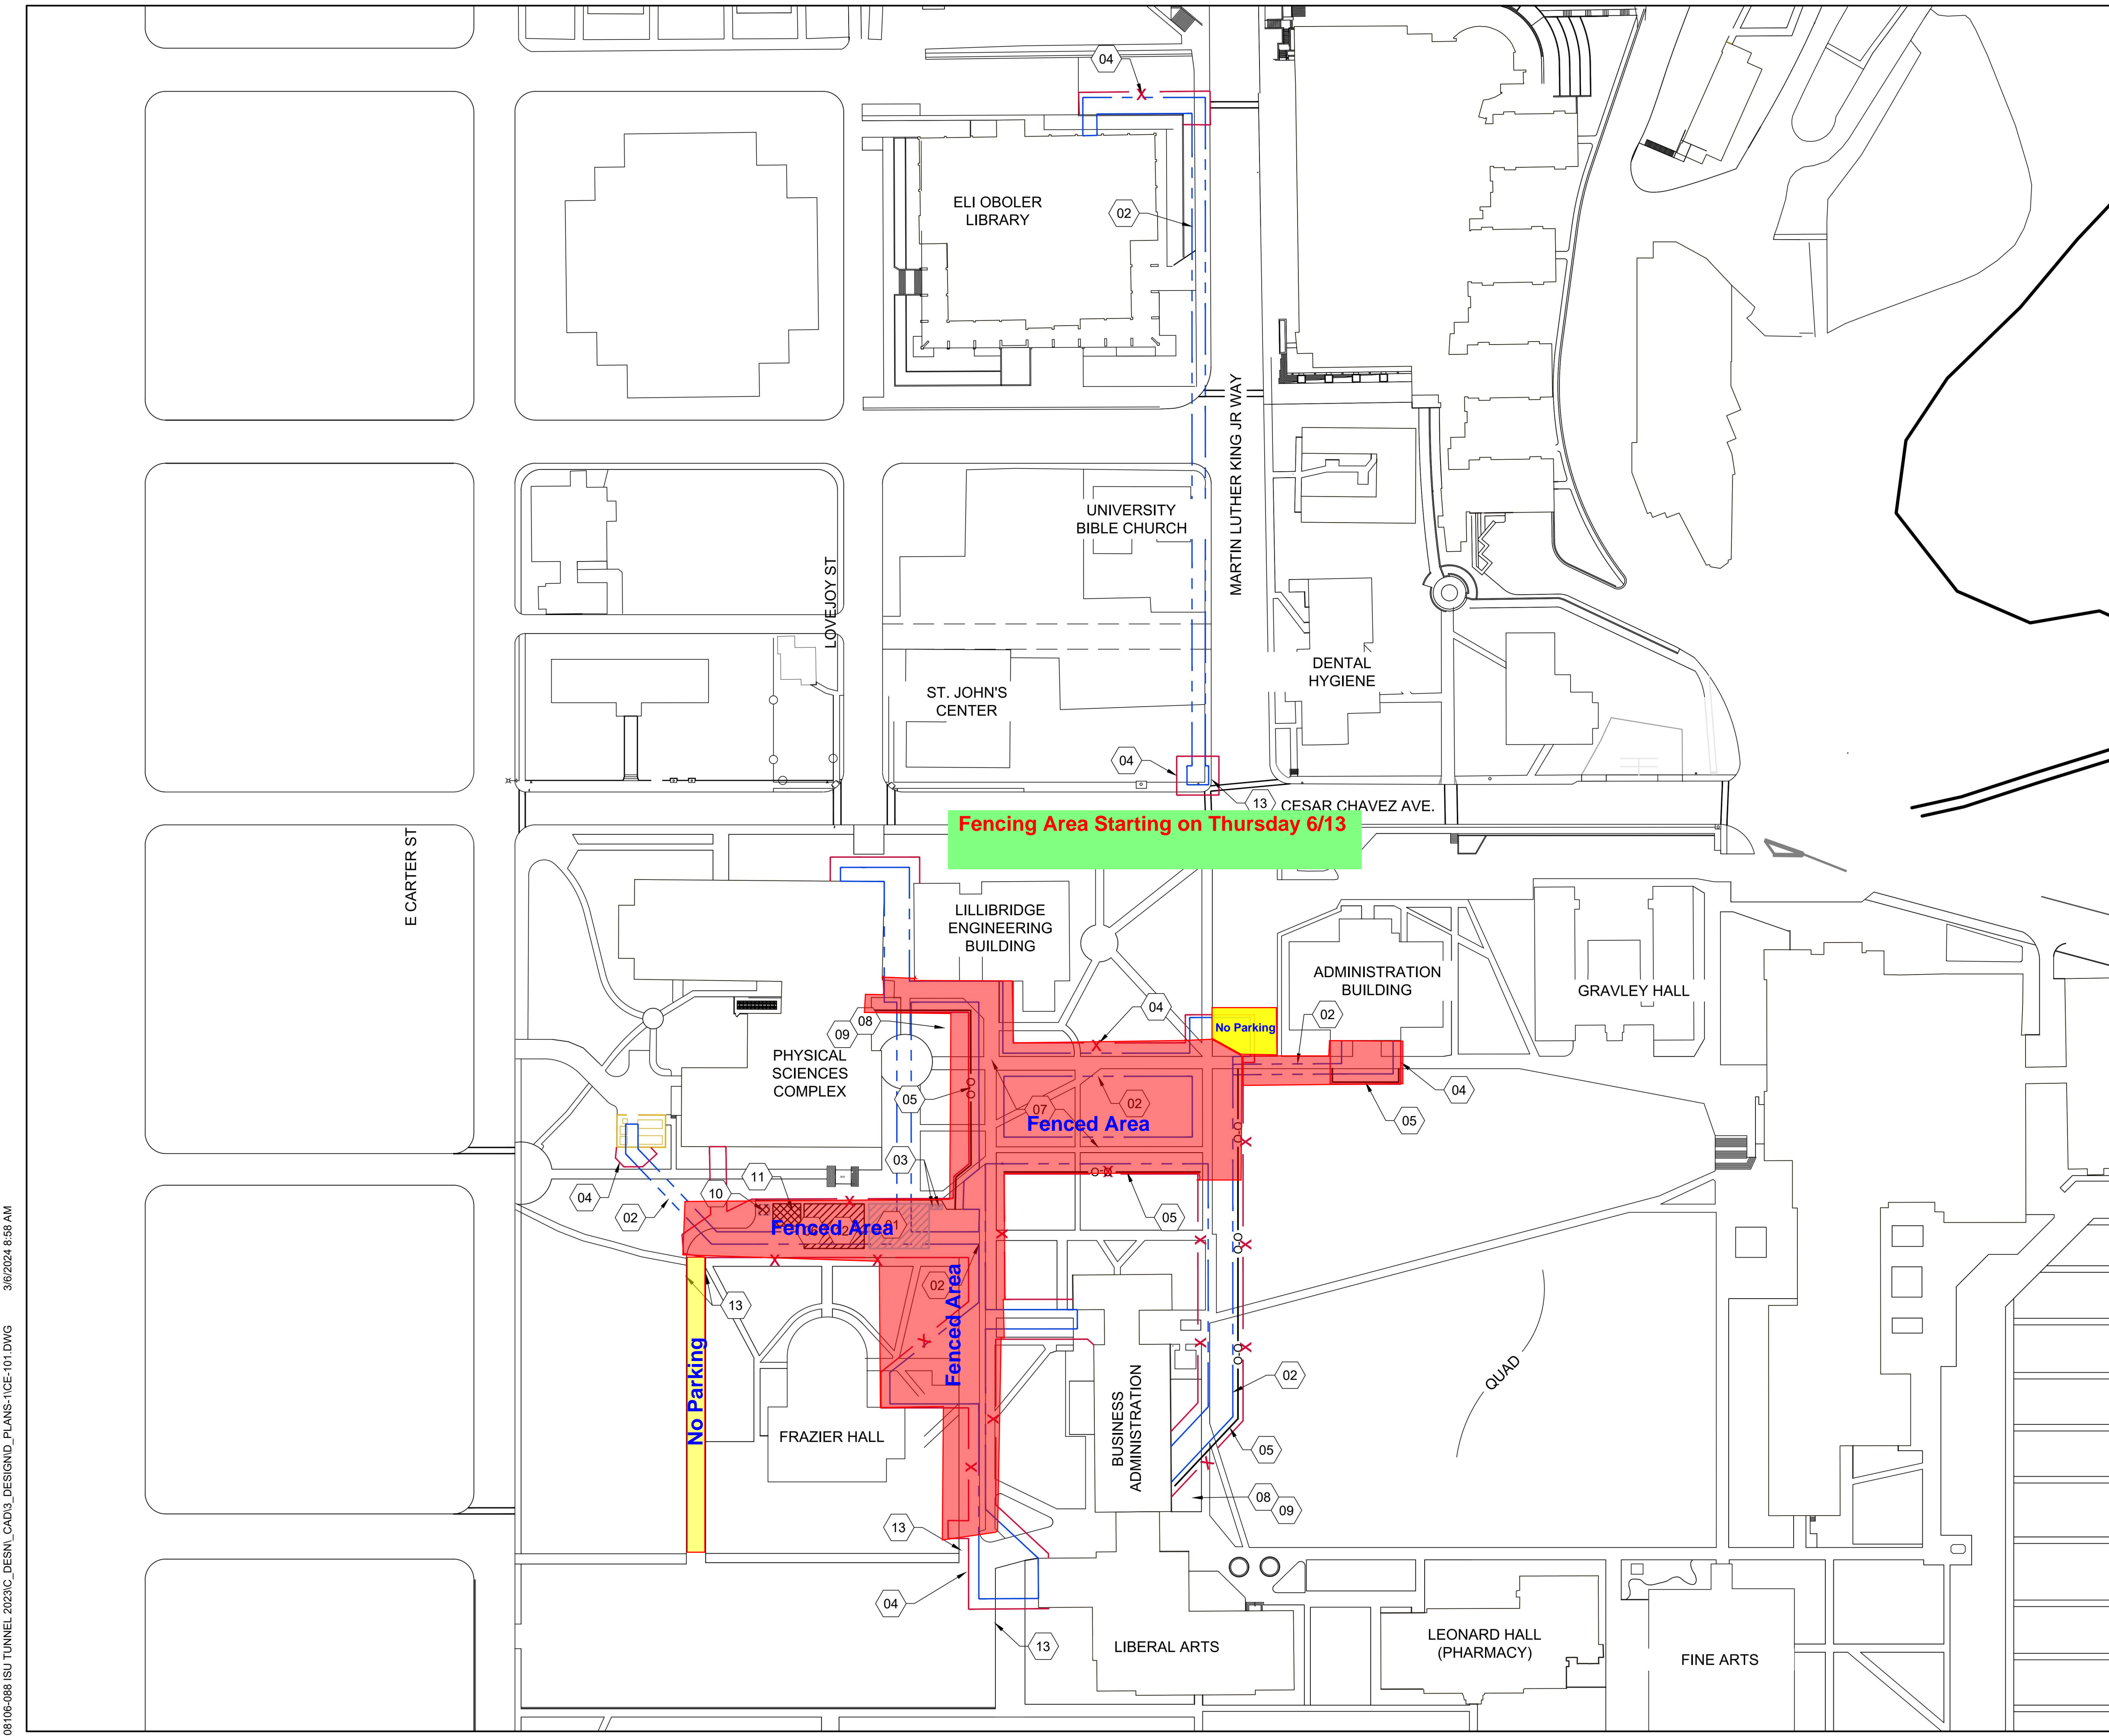 04
ELI OBOLER
LIBRARY
02
MARTIN LUTHER KING JR WAY
UNIVERSITY
BIBLE CHURCH
LOVEJOY ST
DENTAL
HYGIENE
ST. JOHN'S
CENTER
04
13
CESAR CHAVEZ AVE.
Fencing Area Starting on Thursday 6/13
E CARTER ST
LILLIBRIDGE
ENGINEERING
BUILDING
ADMINISTRATION
BUILDING
GRAVLEY HALL
04
No Parking
02
08
09
PHYSICAL
SCIENCES
COMPLEX
05
07
02
Fenced Area
04
05
03
11
10
04
02
05
Fenced Area
01
02
Fenced Area
13
No Parking
QUAD
02
BUSINESS
ADMINISTRATION
FRAZIER HALL
05
08
09
13
04
13
LIBERAL ARTS
LEONARD HALL
(PHARMACY)
FINE ARTS
08106-088 ISU TUNNEL 2023\C_DESN\_CAD\3_DESIGN\D_PLANS-1\CE-101.DWG 3/6/2024 8:58 AM